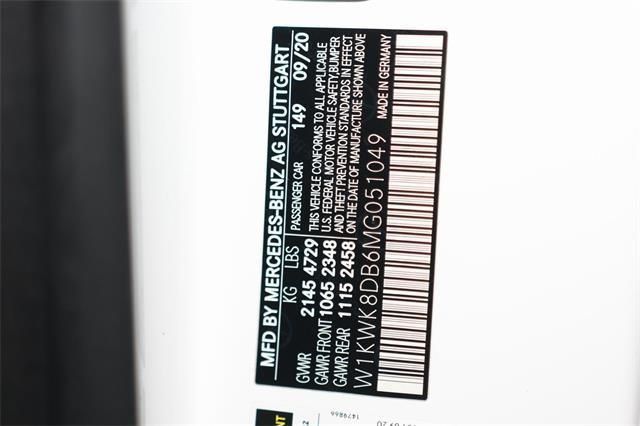 MFD BY MERCEDES-BENZ AG STUTTGART
KG LBS PASSENGER CAR 149 09/20
GVWR 2145 4729
GAWR FRONT 1065 2348
GAWR REAR 1115 2458
THIS VEHICLE CONFORMS TO ALL APPLICABLE
U.S. FEDERAL MOTOR VEHICLE SAFETY, BUMPER
AND THEFT PREVENTION STANDARDS IN EFFECT
ON THE DATE OF MANUFACTURE SHOWN ABOVE
W1KWK8DB6MG051049 MADE IN GERMANY
1479866